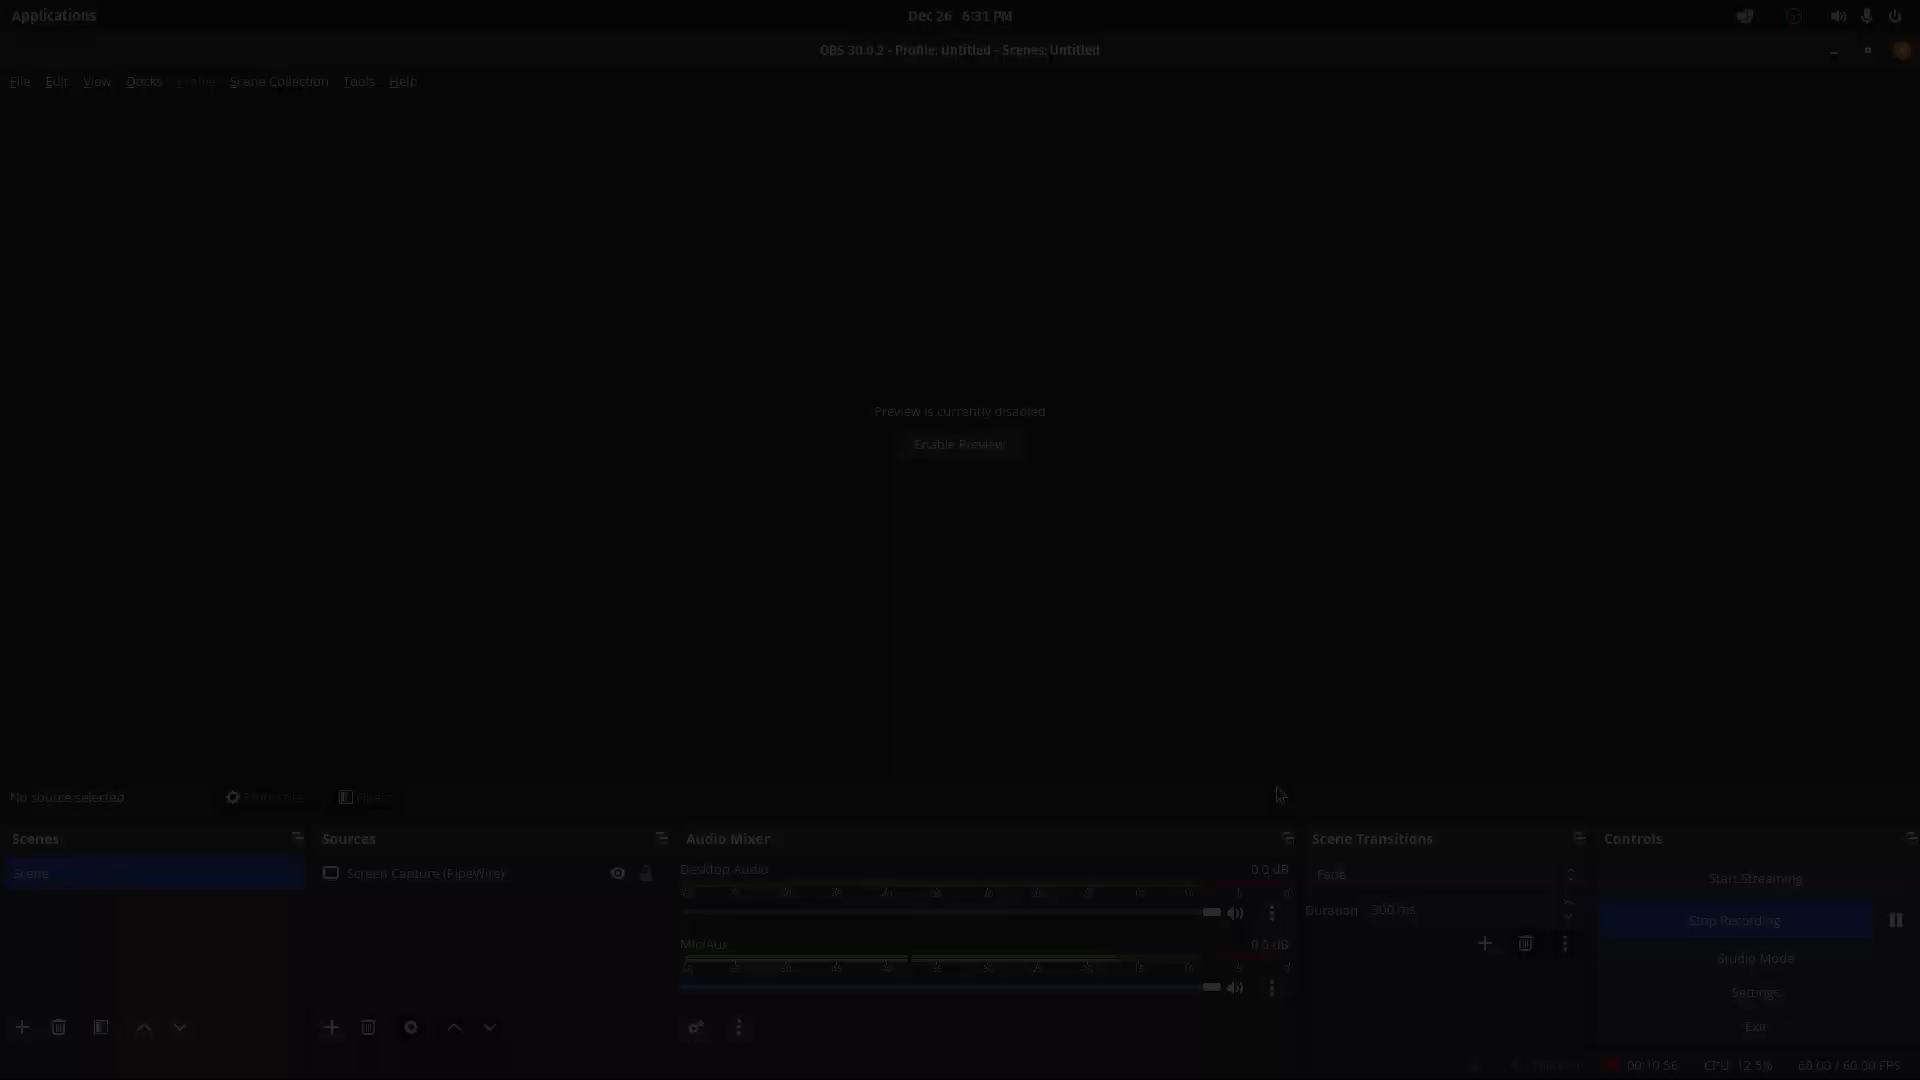 Applications
Dec 26 6:31 PM
OBS 30.0.2 - Profile: Untitled - Scenes: Untitled
File Edit View Docks Profile Scene Collection Tools Help
Preview is currently disabled
Enable Preview
No source selected
Properties
Filters
Scenes
Sources
Audio Mixer
Scene Transitions
Controls
Scene
Screen Capture (PipeWire)
Desktop Audio
0.0 dB
Mic/Aux
0.0 dB
Fade
Duration 300 ms
Start Streaming
Stop Recording
Studio Mode
Settings
Exit
00:10:56
CPU: 12.5%
60.00 / 60.00 FPS